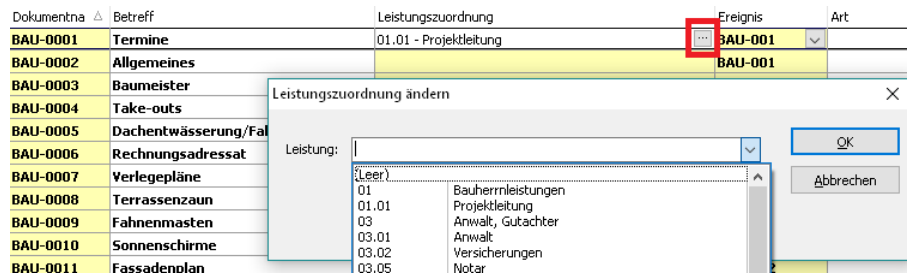 Dokumentna Betreff Leistungszuordnung Ereignis Art
BAU-0001 Termine 01.01 - Projektleitung ... BAU-001
BAU-0002 Allgemeines BAU-001
BAU-0003 Baumeister
Leistungszuordnung ändern
BAU-0004 Take-outs
BAU-0005 Dachentwässerung/Fal
Leistung: OK
BAU-0006 Rechnungsadressat
(Leer)
BAU-0007 Verlegepläne
Abbrechen
01 Bauherrnleistungen
BAU-0008 Terrassenzaun
01.01 Projektleitung
BAU-0009 Fahnenmasten
03 Anwalt, Gutachter
03.01 Anwalt
BAU-0010 Sonnenschirme
03.02 Versicherungen
BAU-0011 Fassadenplan
03.05 Notar